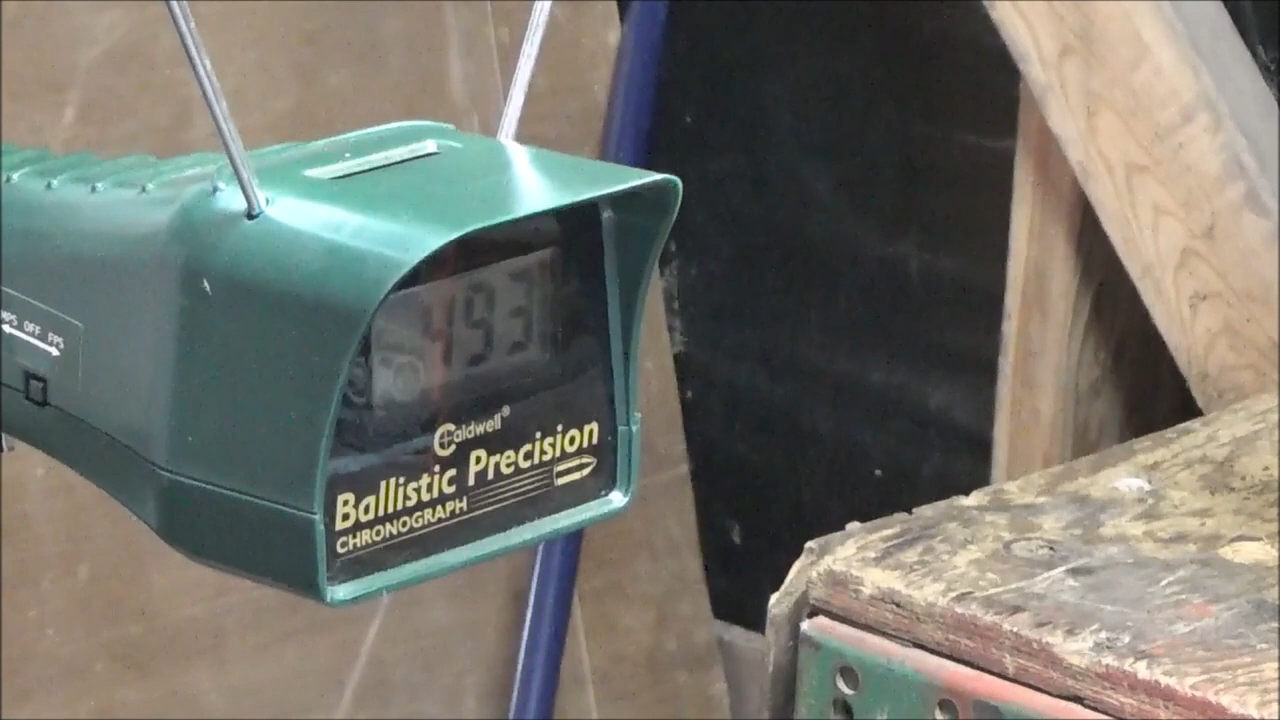 493
MPS OFF FPS
Caldwell®
Ballistic Precision
CHRONOGRAPH